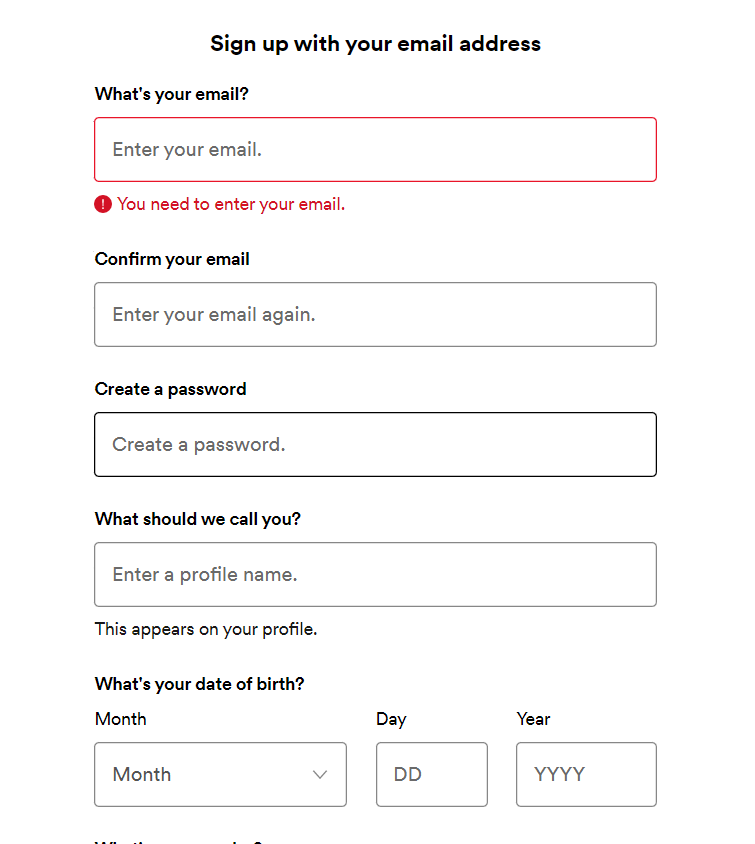 Sign up with your email address
What's your email?
Enter your email.
You need to enter your email.
Confirm your email
Enter your email again.
Create a password
Create a password.
What should we call you?
Enter a profile name.
This appears on your profile.
What's your date of birth?
Month Day Year
Month DD YYYY